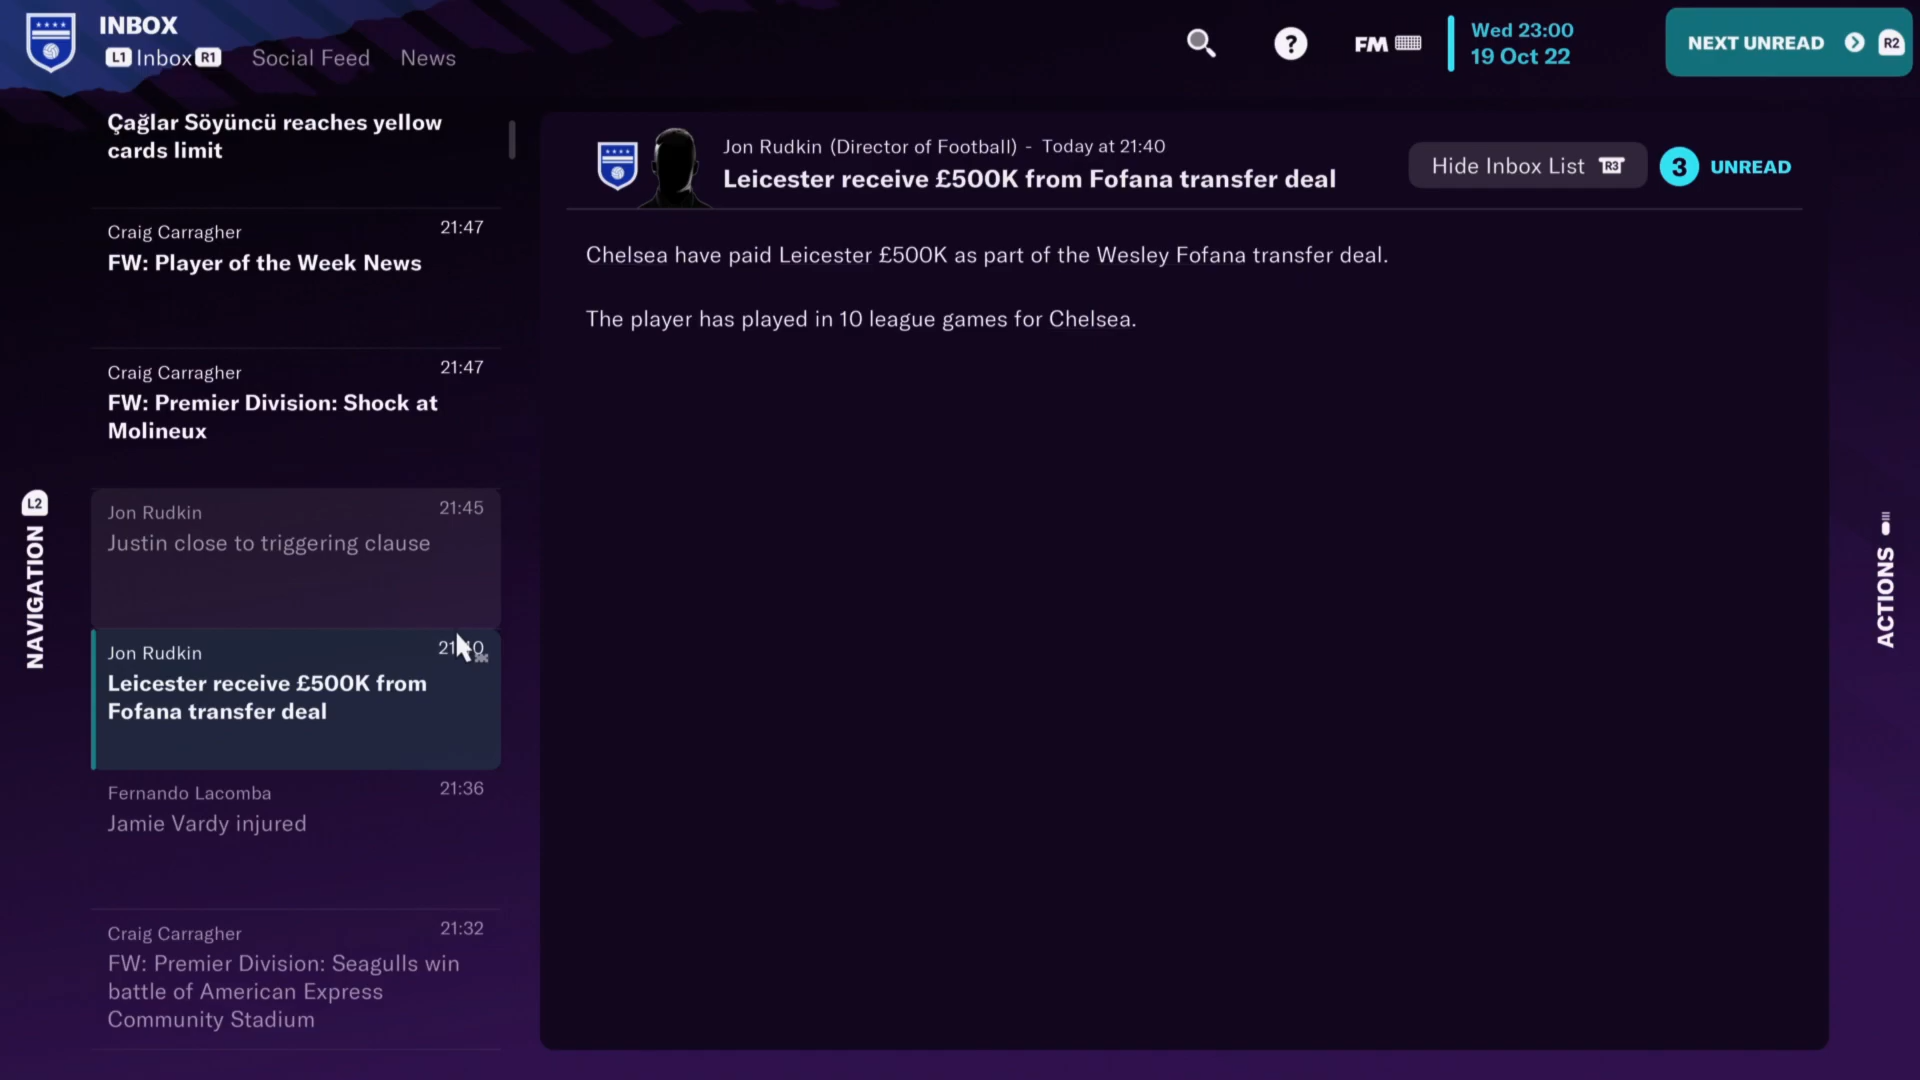 INBOX
L1 Inbox R1 Social Feed News
FM
Wed 23:00
19 Oct 22
NEXT UNREAD R2
Çağlar Söyüncü reaches yellow
cards limit
Craig Carragher 21:47
FW: Player of the Week News
Craig Carragher 21:47
FW: Premier Division: Shock at
Molineux
Jon Rudkin 21:45
Justin close to triggering clause
Jon Rudkin
Leicester receive £500K from
Fofana transfer deal
Fernando Lacomba 21:36
Jamie Vardy injured
Craig Carragher 21:32
FW: Premier Division: Seagulls win
battle of American Express
Community Stadium
L2
NAVIGATION
Jon Rudkin (Director of Football) - Today at 21:40
Leicester receive £500K from Fofana transfer deal
Hide Inbox List R3
3 UNREAD
Chelsea have paid Leicester £500K as part of the Wesley Fofana transfer deal.
The player has played in 10 league games for Chelsea.
ACTIONS